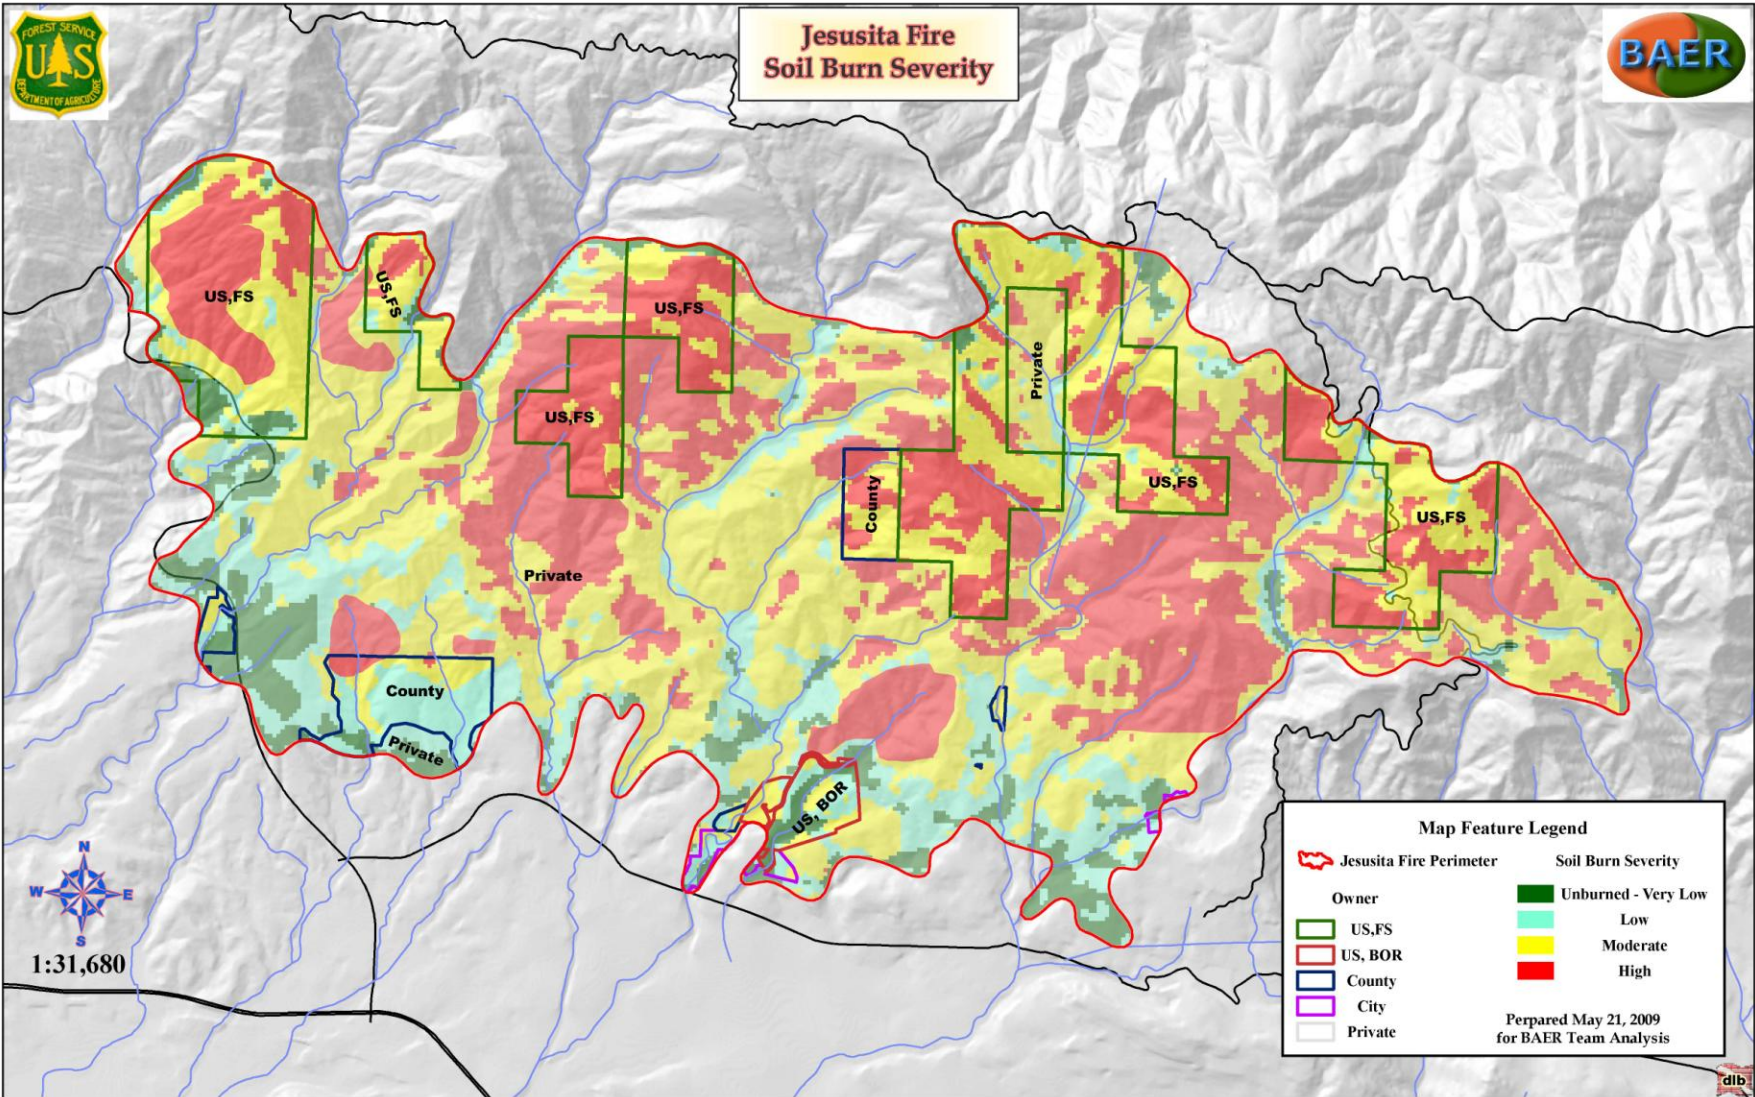 FOREST SERVICE
US
DEPARTMENT OF AGRICULTURE
Jesusita Fire
Soil Burn Severity
BAER
US,FS
US,FS
US,FS
US,FS
Private
County
US,FS
US,FS
Private
County
Private
US, BOR
N
W E
S
1:31,680
Map Feature Legend
Jesusita Fire Perimeter
Owner
US,FS
US, BOR
County
City
Private
Soil Burn Severity
Unburned - Very Low
Low
Moderate
High
Perpared May 21, 2009
for BAER Team Analysis
dlb